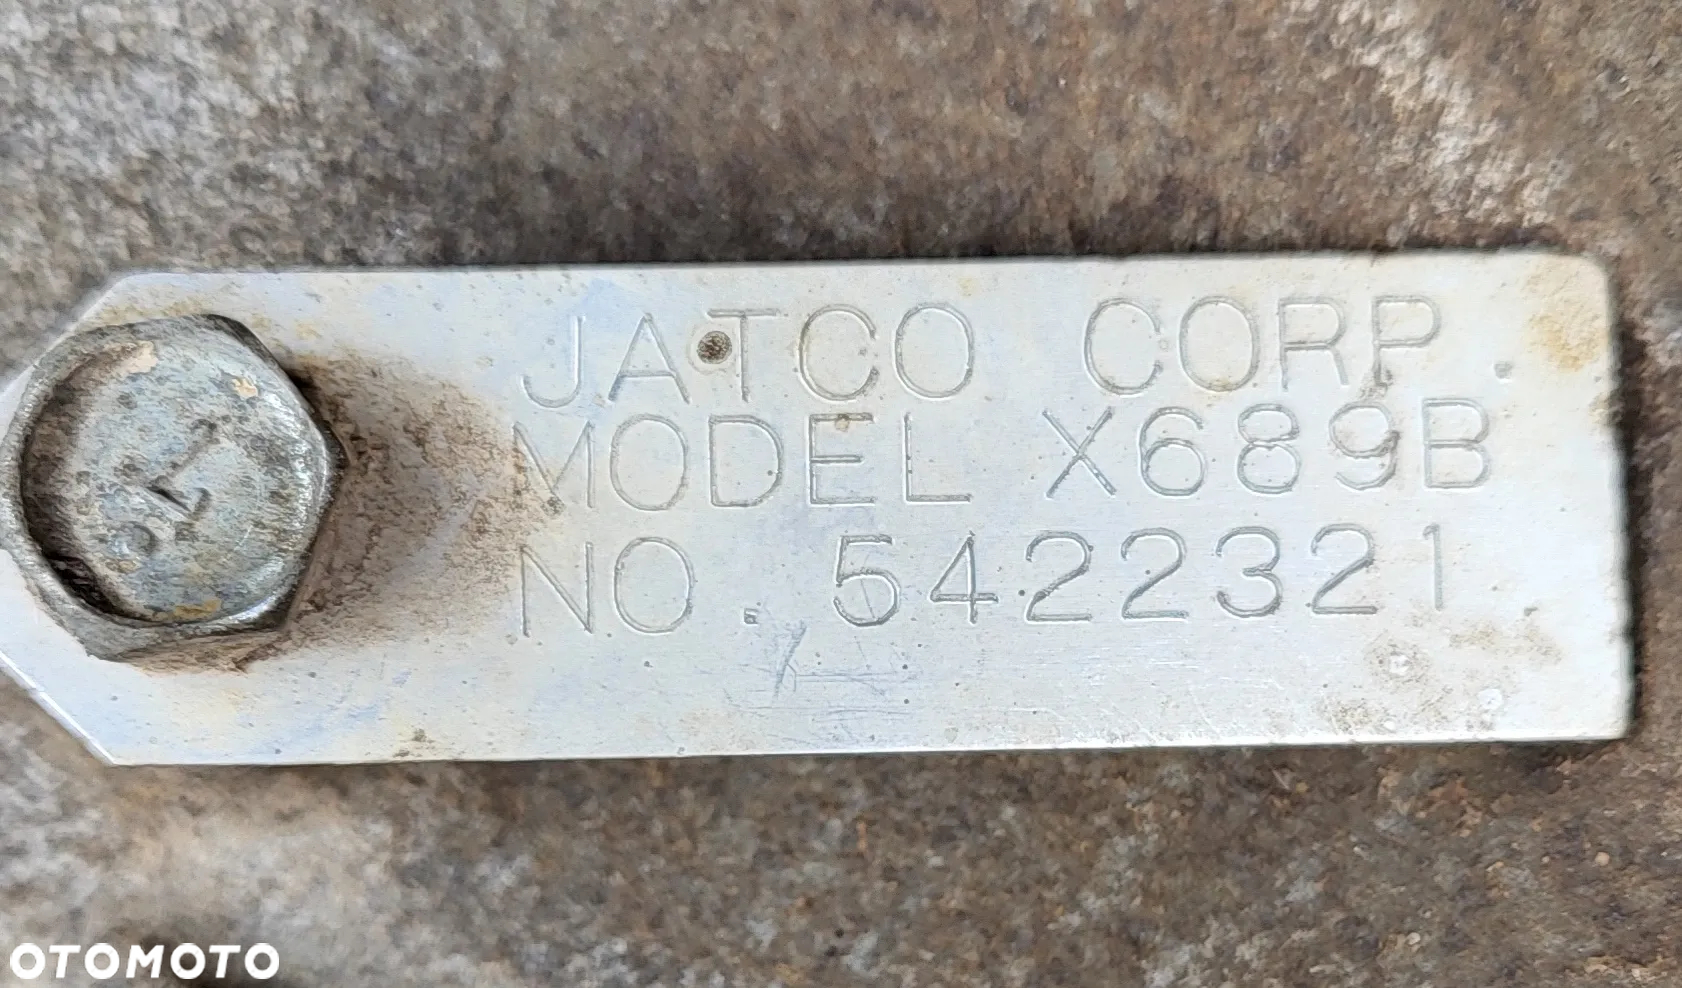 JATCO CORP.
MODEL X689B
NO. 5422321
OTOMOTO